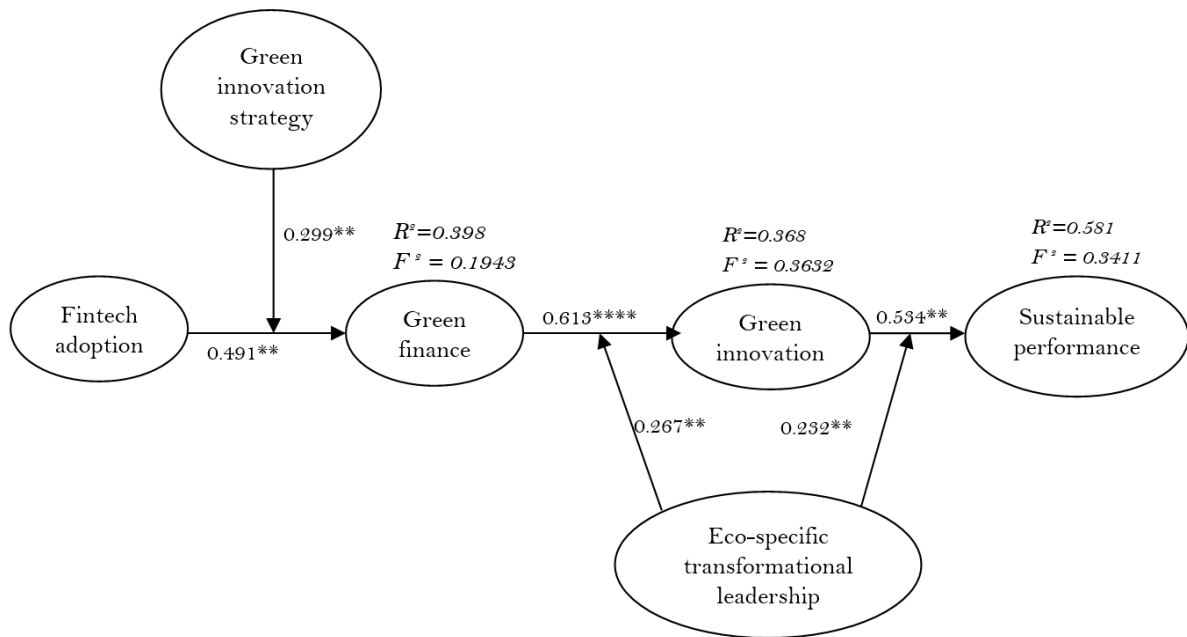 Green
innovation
strategy
0.299**
R²=0.398
F² = 0.1943
R²=0.368
F² = 0.3632
R²=0.581
F² = 0.3411
Fintech
adoption
0.491**
Green
finance
0.613****
Green
innovation
0.534**
Sustainable
performance
0.267**
0.232**
Eco-specific
transformational
leadership